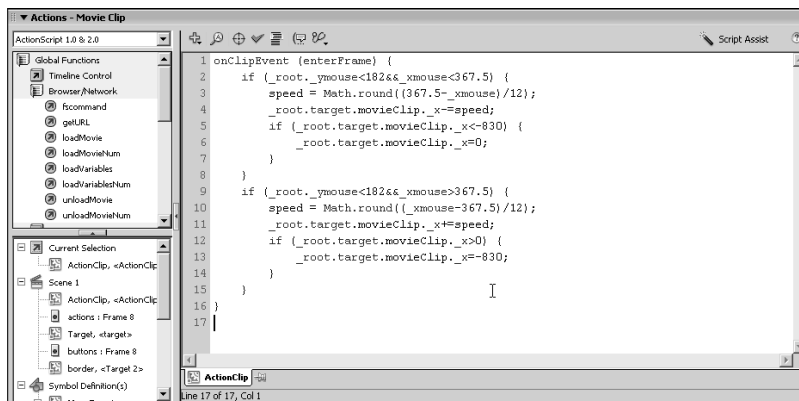 Actions - Movie Clip
ActionScript 1.0 & 2.0
Script Assist
Global Functions
Timeline Control
Browser/Network
fscommand
getURL
loadMovie
loadMovieNum
loadVariables
loadVariablesNum
unloadMovie
unloadMovieNum
Current Selection
ActionClip, <ActionClip
Scene 1
ActionClip, <ActionClip
actions : Frame 8
Target, <target>
buttons : Frame 8
border, <Target 2>
Symbol Definition(s)
1 onClipEvent (enterFrame) {
2 if (_root._ymouse<182&&_xmouse<367.5) {
3 speed = Math.round((367.5-_xmouse)/12);
4 _root.target.movieClip._x-=speed;
5 if (_root.target.movieClip._x<-830) {
6 _root.target.movieClip._x=0;
7 }
8 }
9 if (_root._ymouse<182&&_xmouse>367.5) {
10 speed = Math.round((_xmouse-367.5)/12);
11 _root.target.movieClip._x+=speed;
12 if (_root.target.movieClip._x>0) {
13 _root.target.movieClip._x=-830;
14 }
15 }
16 }
17
ActionClip
Line 17 of 17, Col 1